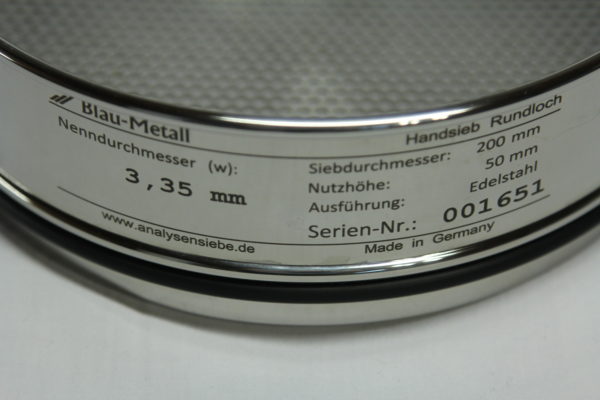 Blau-Metall
Handsieb Rundloch
Nenndurchmesser (w):
3,35 mm
www.analysensiebe.de
Siebdurchmesser: 200 mm
Nutzhöhe: 50 mm
Ausführung: Edelstahl
Serien-Nr.: 001651
Made in Germany